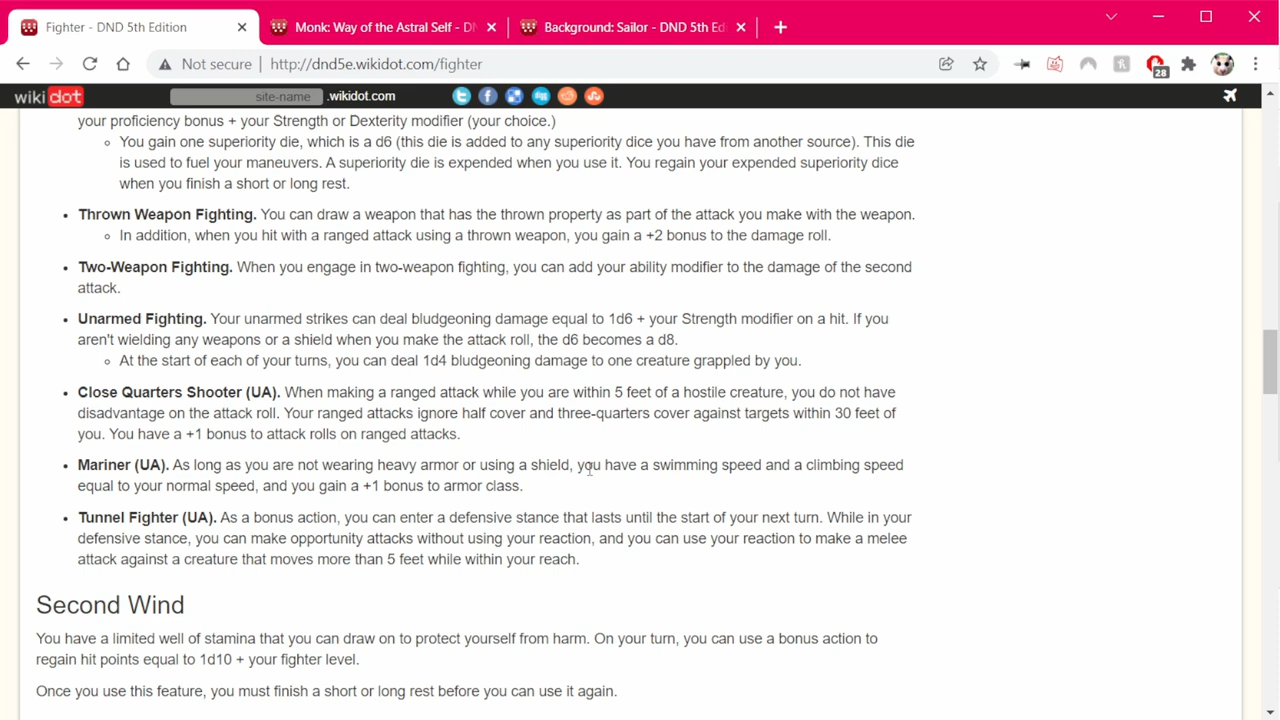 Fighter - DND 5th Edition
Monk: Way of the Astral Self - DN
Background: Sailor - DND 5th Ed
Not secure
http://dnd5e.wikidot.com/fighter
28
wikidot
site-name
.wikidot.com
your proficiency bonus + your Strength or Dexterity modifier (your choice.)
You gain one superiority die, which is a d6 (this die is added to any superiority dice you have from another source). This die
is used to fuel your maneuvers. A superiority die is expended when you use it. You regain your expended superiority dice
when you finish a short or long rest.
Thrown Weapon Fighting. You can draw a weapon that has the thrown property as part of the attack you make with the weapon.
In addition, when you hit with a ranged attack using a thrown weapon, you gain a +2 bonus to the damage roll.
Two-Weapon Fighting. When you engage in two-weapon fighting, you can add your ability modifier to the damage of the second
attack.
Unarmed Fighting. Your unarmed strikes can deal bludgeoning damage equal to 1d6 + your Strength modifier on a hit. If you
aren't wielding any weapons or a shield when you make the attack roll, the d6 becomes a d8.
At the start of each of your turns, you can deal 1d4 bludgeoning damage to one creature grappled by you.
Close Quarters Shooter (UA). When making a ranged attack while you are within 5 feet of a hostile creature, you do not have
disadvantage on the attack roll. Your ranged attacks ignore half cover and three-quarters cover against targets within 30 feet of
you. You have a +1 bonus to attack rolls on ranged attacks.
Mariner (UA). As long as you are not wearing heavy armor or using a shield, you have a swimming speed and a climbing speed
equal to your normal speed, and you gain a +1 bonus to armor class.
Tunnel Fighter (UA). As a bonus action, you can enter a defensive stance that lasts until the start of your next turn. While in your
defensive stance, you can make opportunity attacks without using your reaction, and you can use your reaction to make a melee
attack against a creature that moves more than 5 feet while within your reach.
Second Wind
You have a limited well of stamina that you can draw on to protect yourself from harm. On your turn, you can use a bonus action to
regain hit points equal to 1d10 + your fighter level.
Once you use this feature, you must finish a short or long rest before you can use it again.